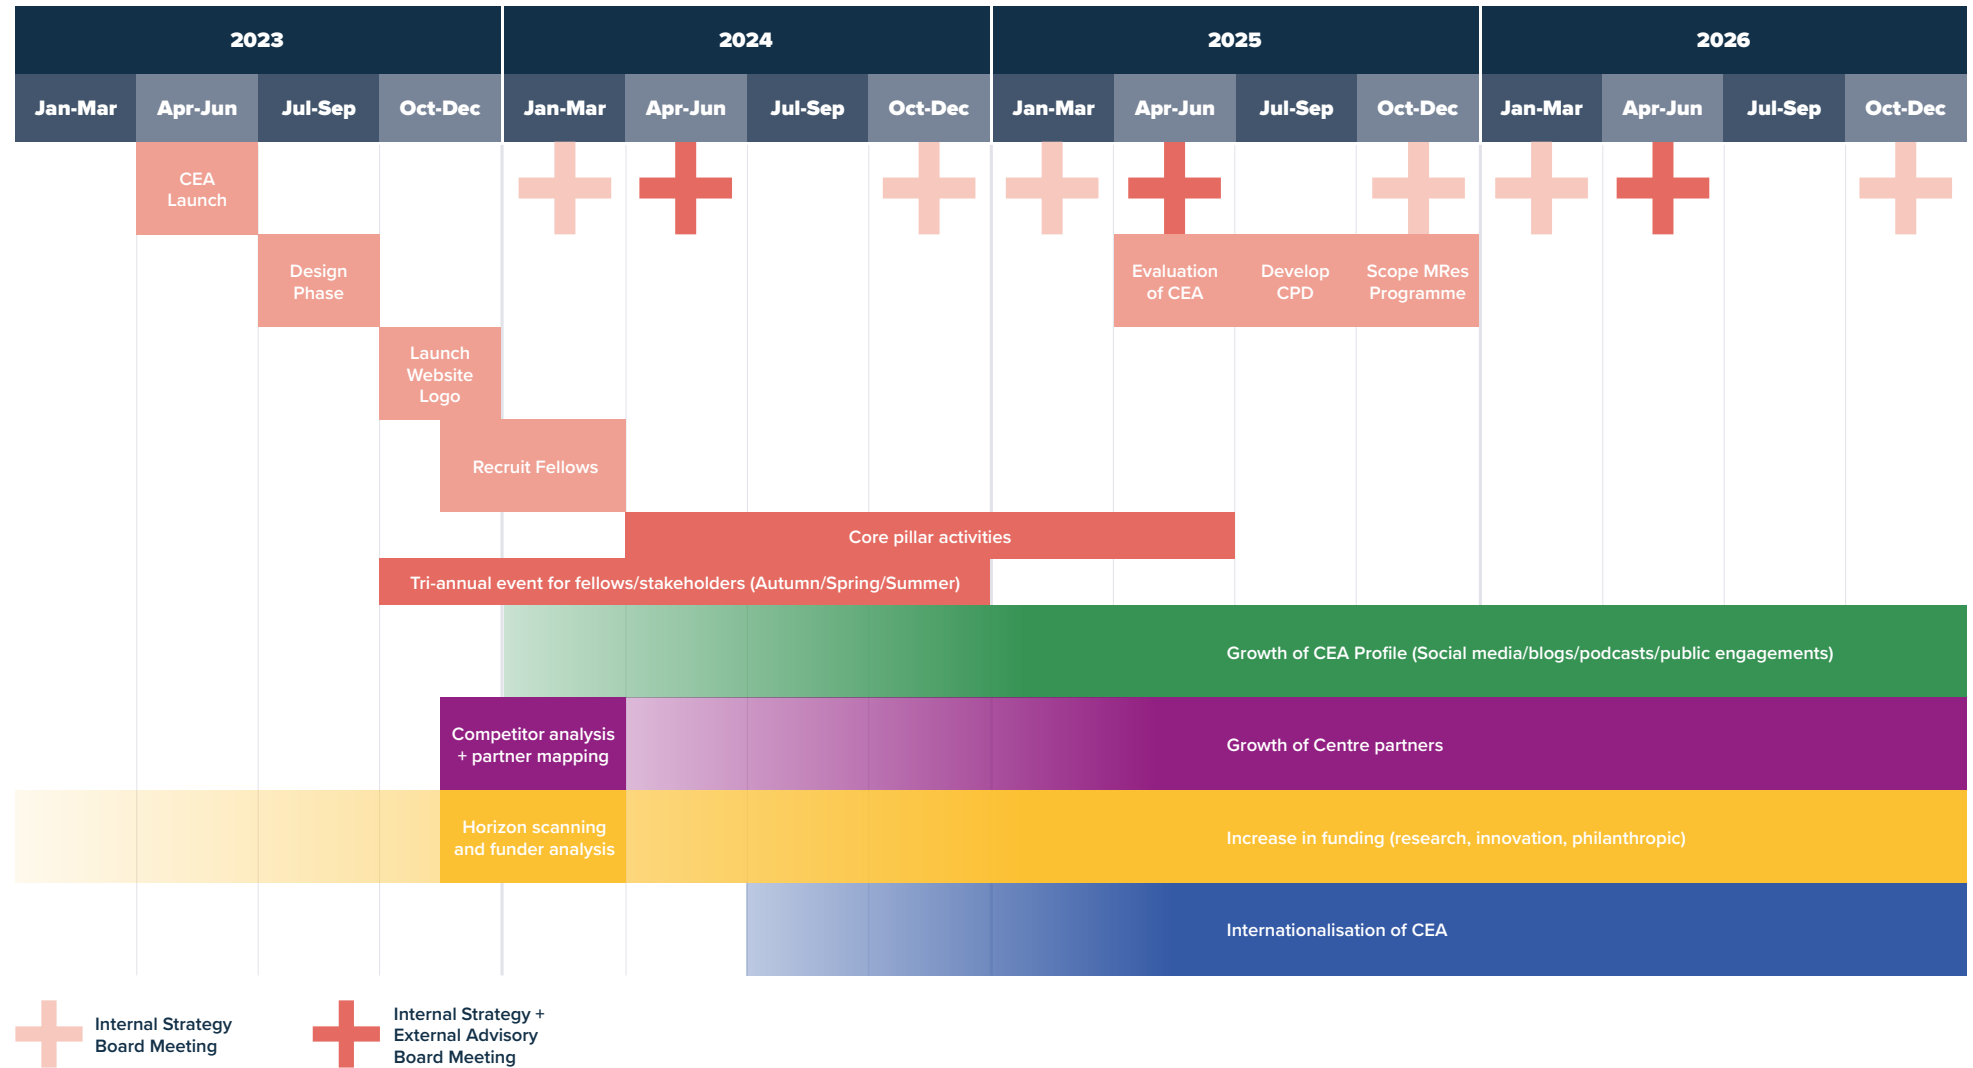 2023
2024
2025
2026
Jan-Mar
Apr-Jun
Jul-Sep
Oct-Dec
Jan-Mar
Apr-Jun
Jul-Sep
Oct-Dec
Jan-Mar
Apr-Jun
Jul-Sep
Oct-Dec
Jan-Mar
Apr-Jun
Jul-Sep
Oct-Dec
CEA
Launch
Design
Phase
Evaluation
of CEA
Develop
CPD
Scope MRes
Programme
Launch
Website
Logo
Recruit Fellows
Core pillar activities
Tri-annual event for fellows/stakeholders (Autumn/Spring/Summer)
Growth of CEA Profile (Social media/blogs/podcasts/public engagements)
Competitor analysis
+ partner mapping
Growth of Centre partners
Horizon scanning
and funder analysis
Increase in funding (research, innovation, philanthropic)
Internationalisation of CEA
Internal Strategy
Board Meeting
Internal Strategy +
External Advisory
Board Meeting